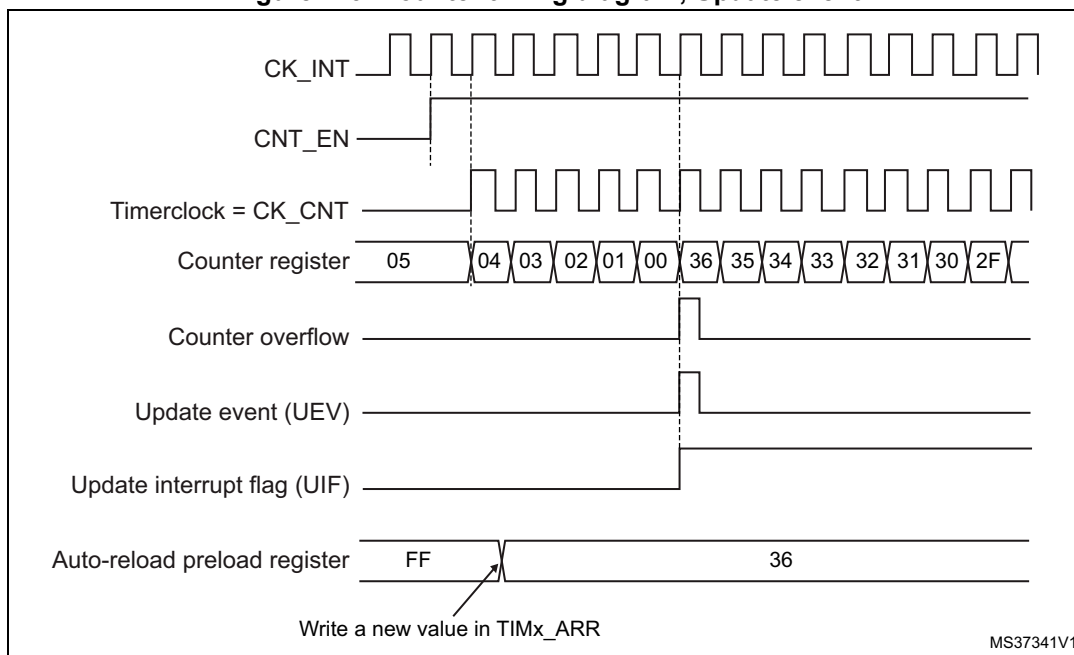 CK_INT
CNT_EN
Timerclock = CK_CNT
Counter register 05 04 03 02 01 00 36 35 34 33 32 31 30 2F
Counter overflow
Update event (UEV)
Update interrupt flag (UIF)
Auto-reload preload register FF 36
Write a new value in TIMx_ARR
MS37341V1